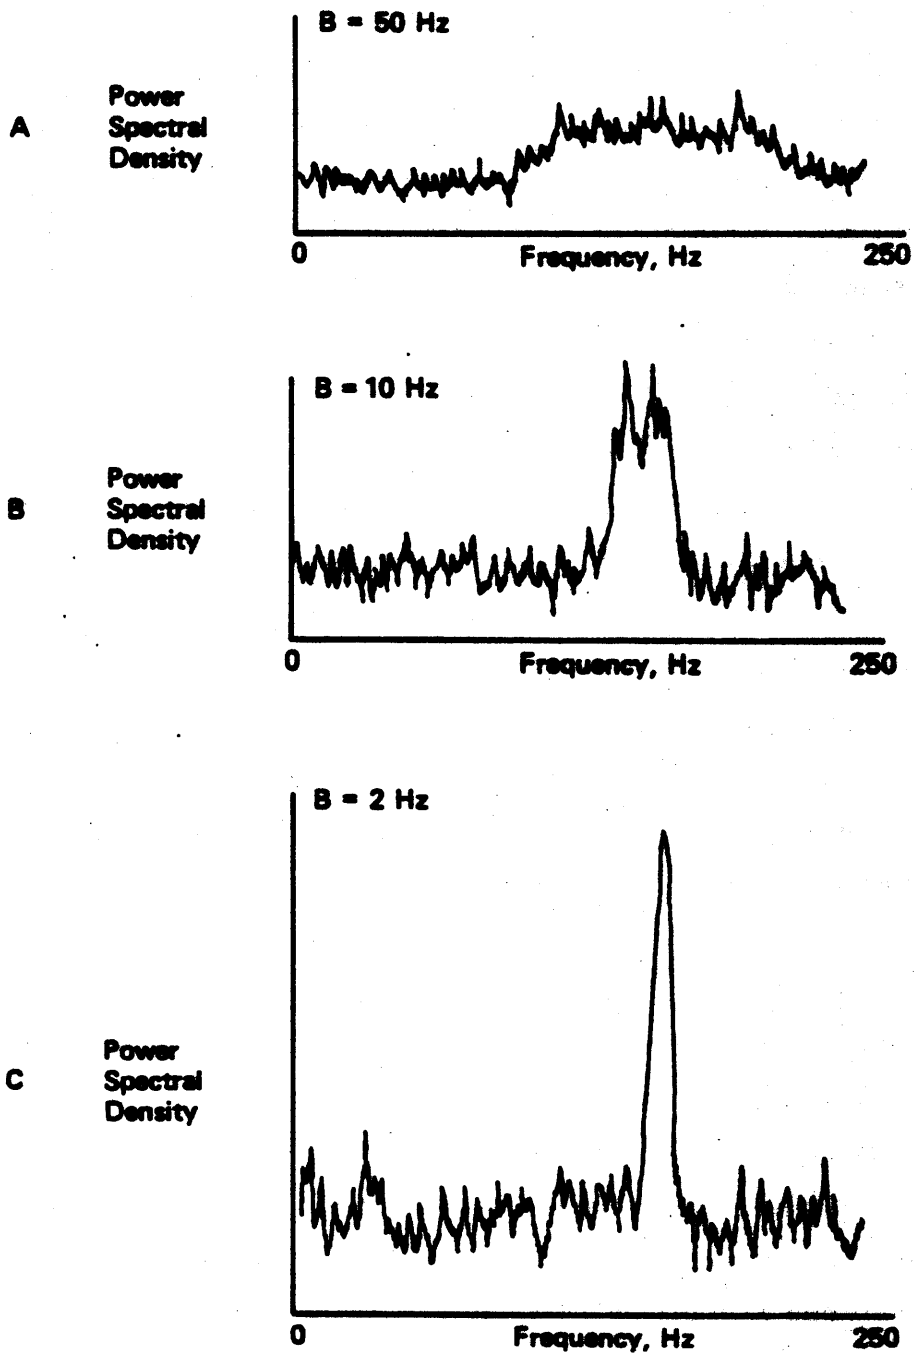 B = 50 Hz
A
Power
Spectral
Density
0
Frequency, Hz
250
B = 10 Hz
B
Power
Spectral
Density
0
Frequency, Hz
250
B = 2 Hz
C
Power
Spectral
Density
0
Frequency, Hz
250